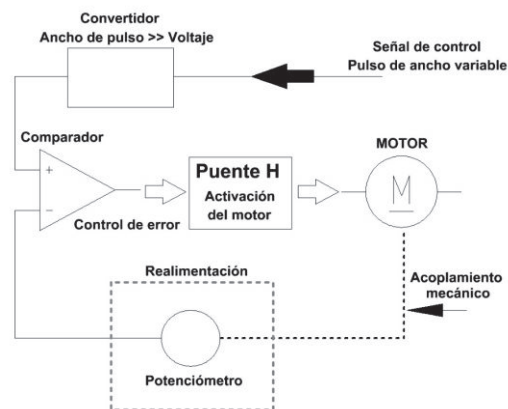 Convertidor
Ancho de pulso >> Voltaje
Señal de control
Pulso de ancho variable
Comparador
+
−
Control de error
Puente H
Activación
del motor
MOTOR
M
Realimentación
Potenciómetro
Acoplamiento
mecánico